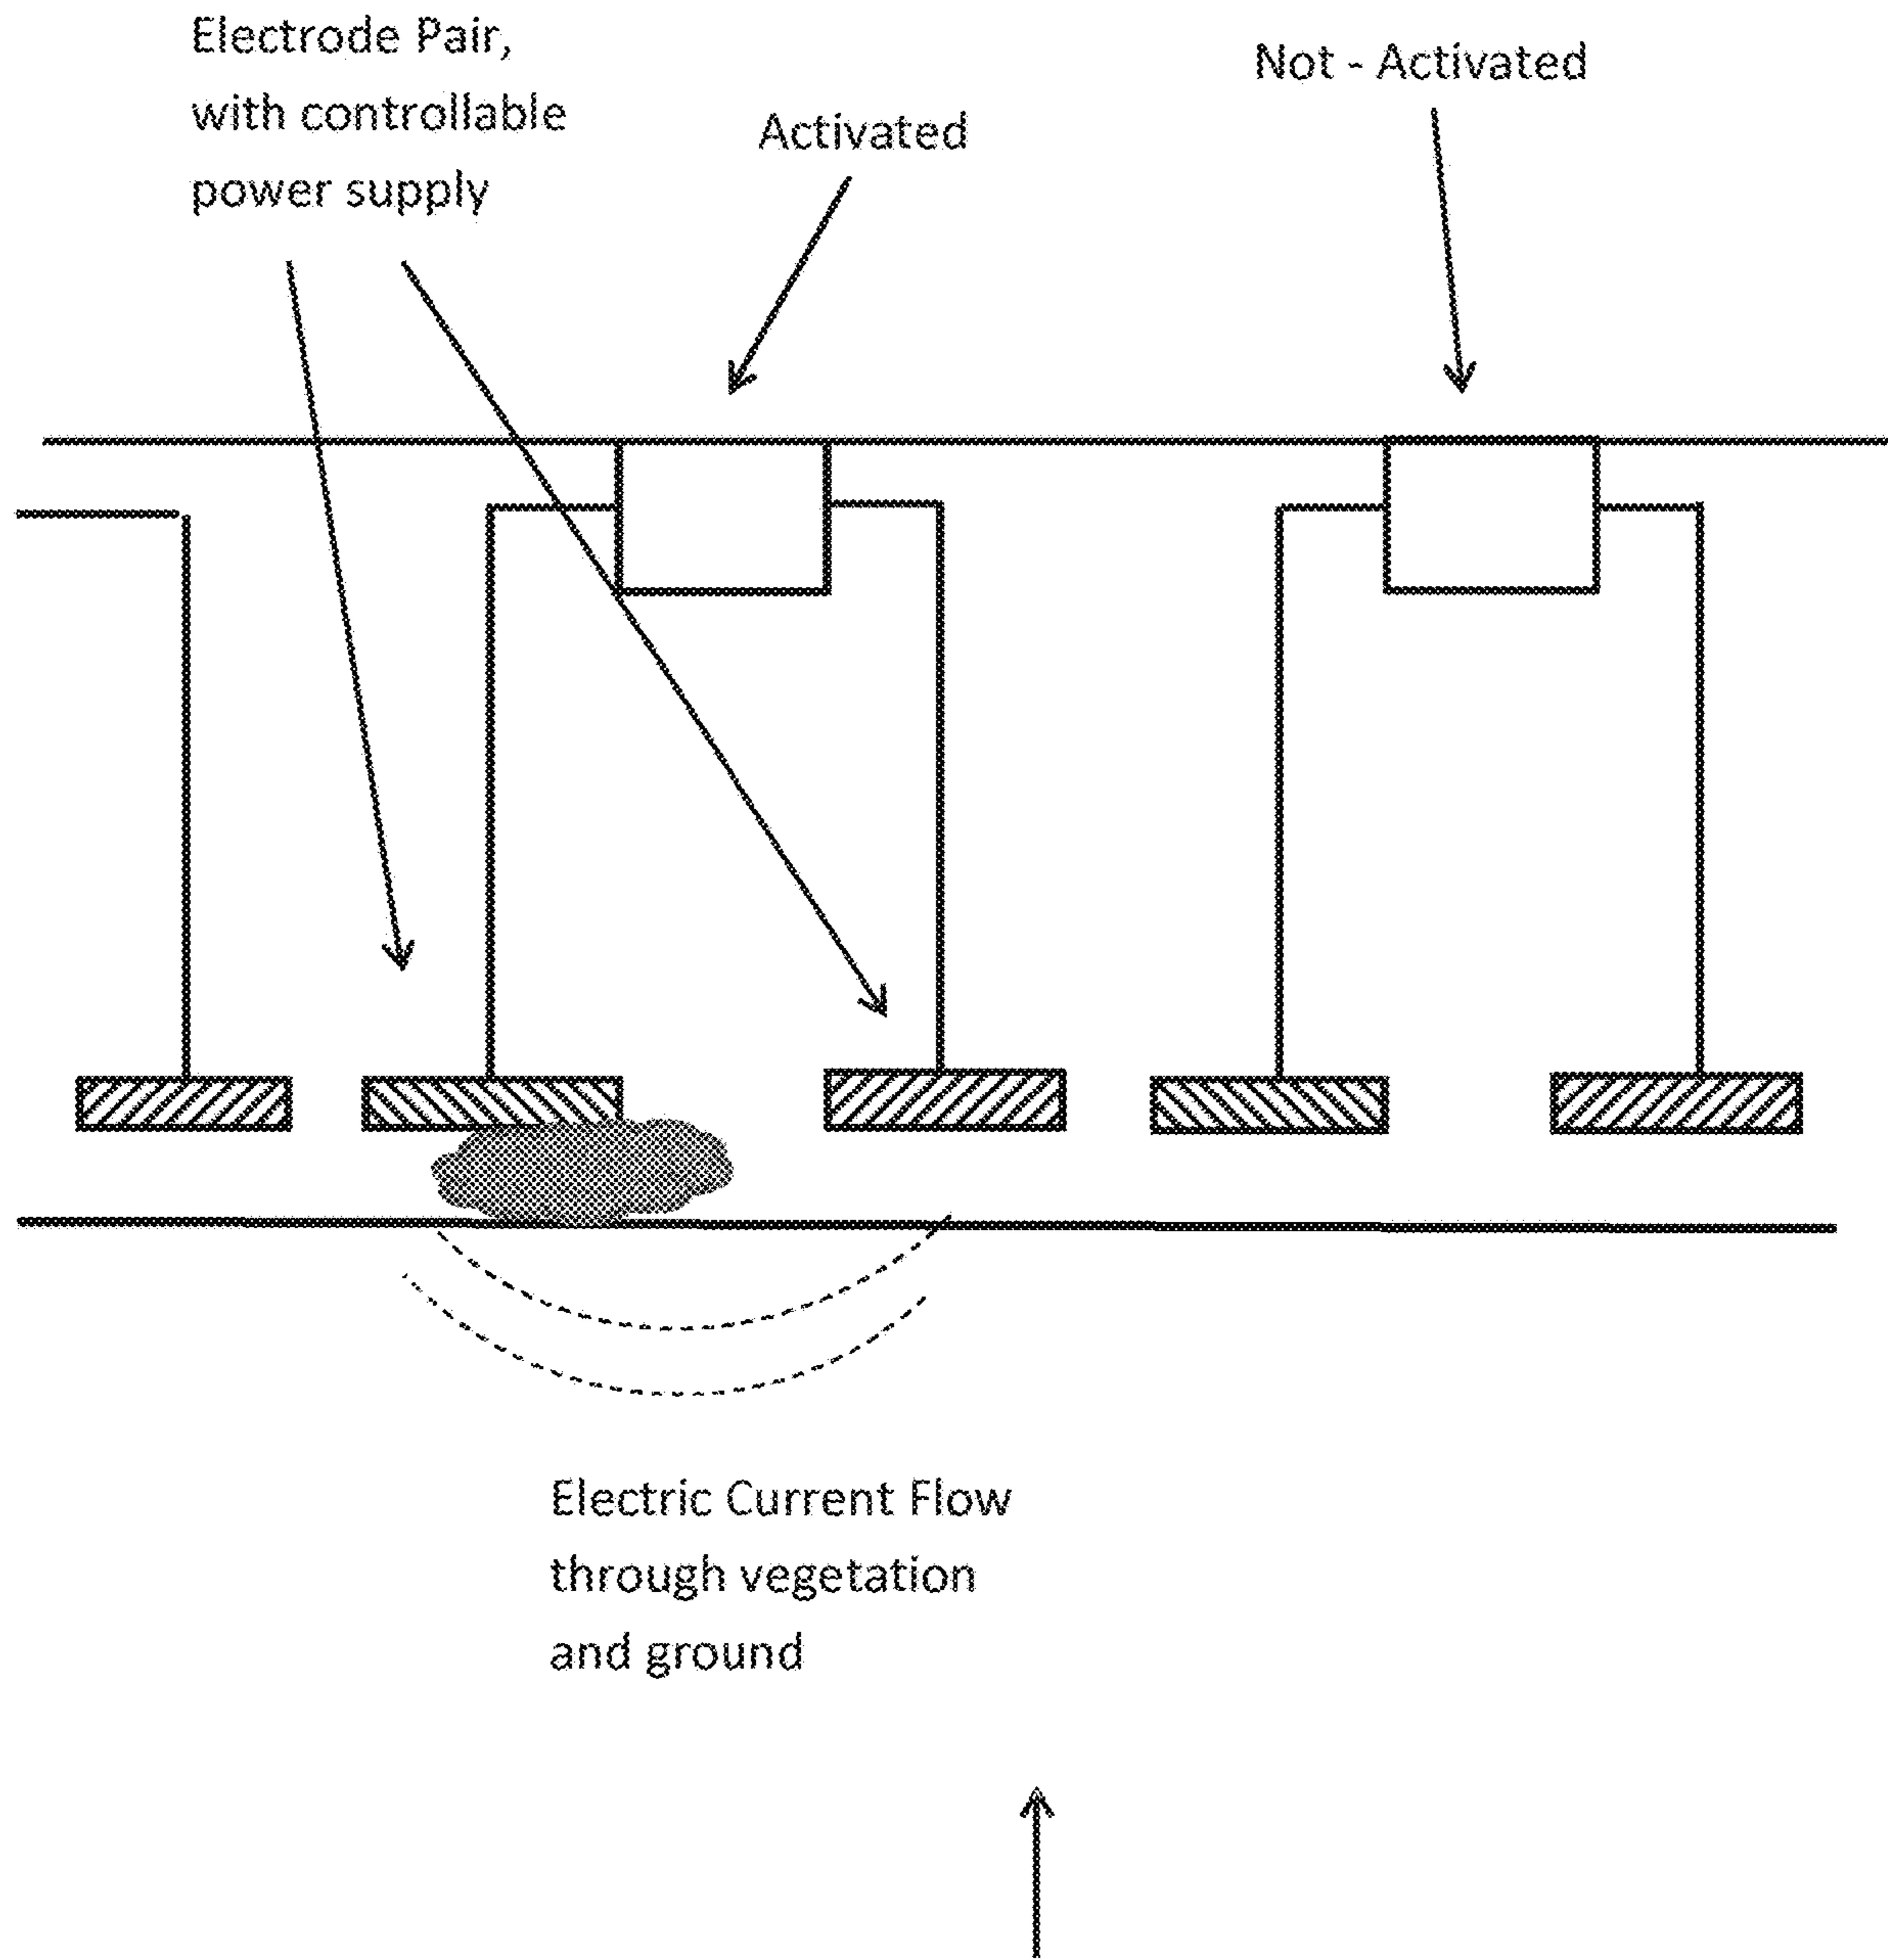 Electrode Pair,
with controllable
power supply
Activated
Not - Activated
Electric Current Flow
through vegetation
and ground